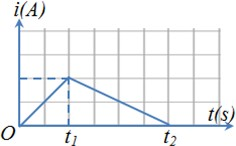 i(A)
t(s)
O t₁ t₂